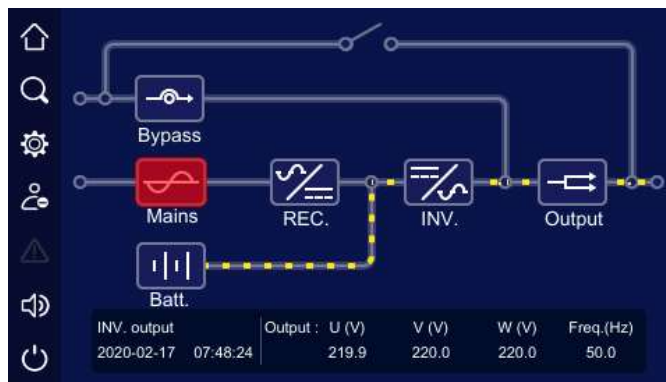 Bypass
Mains
REC.
INV.
Output
Batt.
INV. output
Output : U (V) V (V) W (V) Freq.(Hz)
2020-02-17 07:48:24 219.9 220.0 220.0 50.0